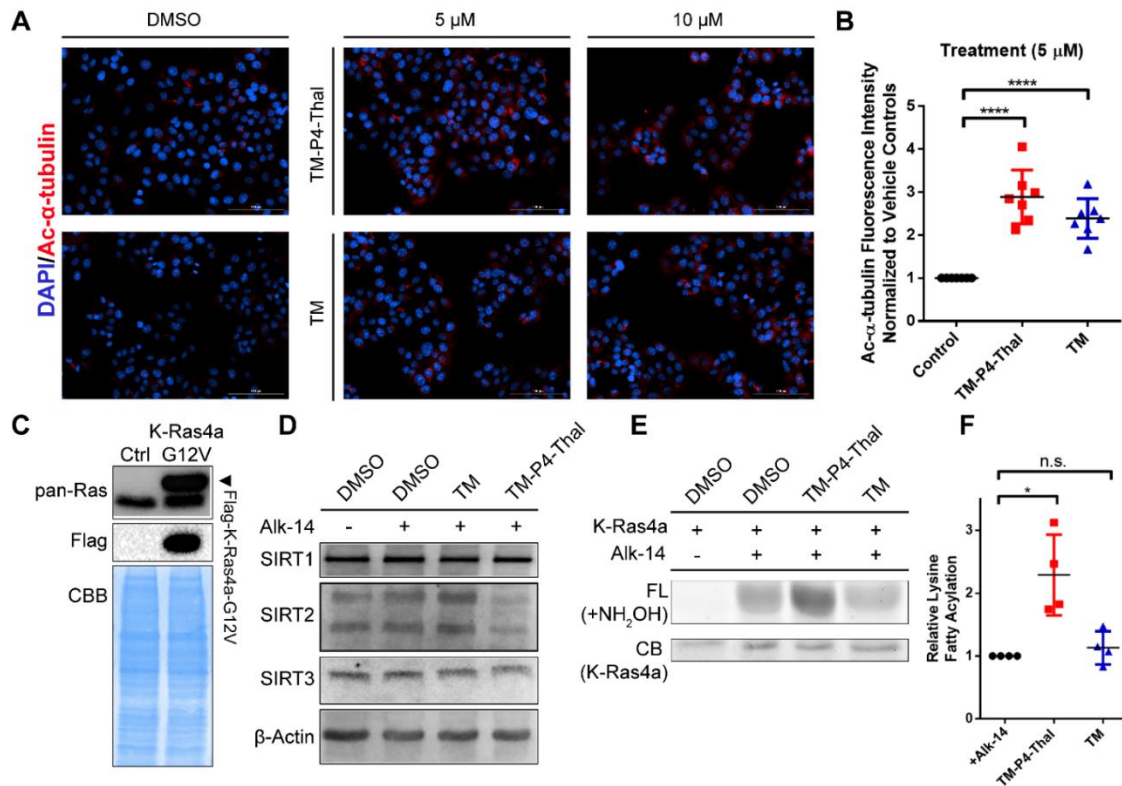 A
DMSO
5 μM
10 μM
DAPI/Ac-α-tubulin
TM-P4-Thal
TM
B
Treatment (5 μM)
Ac-α-tubulin Fluorescence Intensity
Normalized to Vehicle Controls
****
****
5
4
3
2
1
0
Control
TM-P4-Thal
TM
C
Ctrl
K-Ras4a
G12V
pan-Ras
Flag
CBB
Flag-K-Ras4a-G12V
D
DMSO
DMSO
TM
TM-P4-Thal
Alk-14 - + + +
SIRT1
SIRT2
SIRT3
β-Actin
E
DMSO
DMSO
TM-P4-Thal
TM
K-Ras4a + + + +
Alk-14 - + + +
FL
(+NH2OH)
CB
(K-Ras4a)
F
n.s.
*
Relative Lysine
Fatty Acylation
3
2
1
0
+Alk-14
TM-P4-Thal
TM